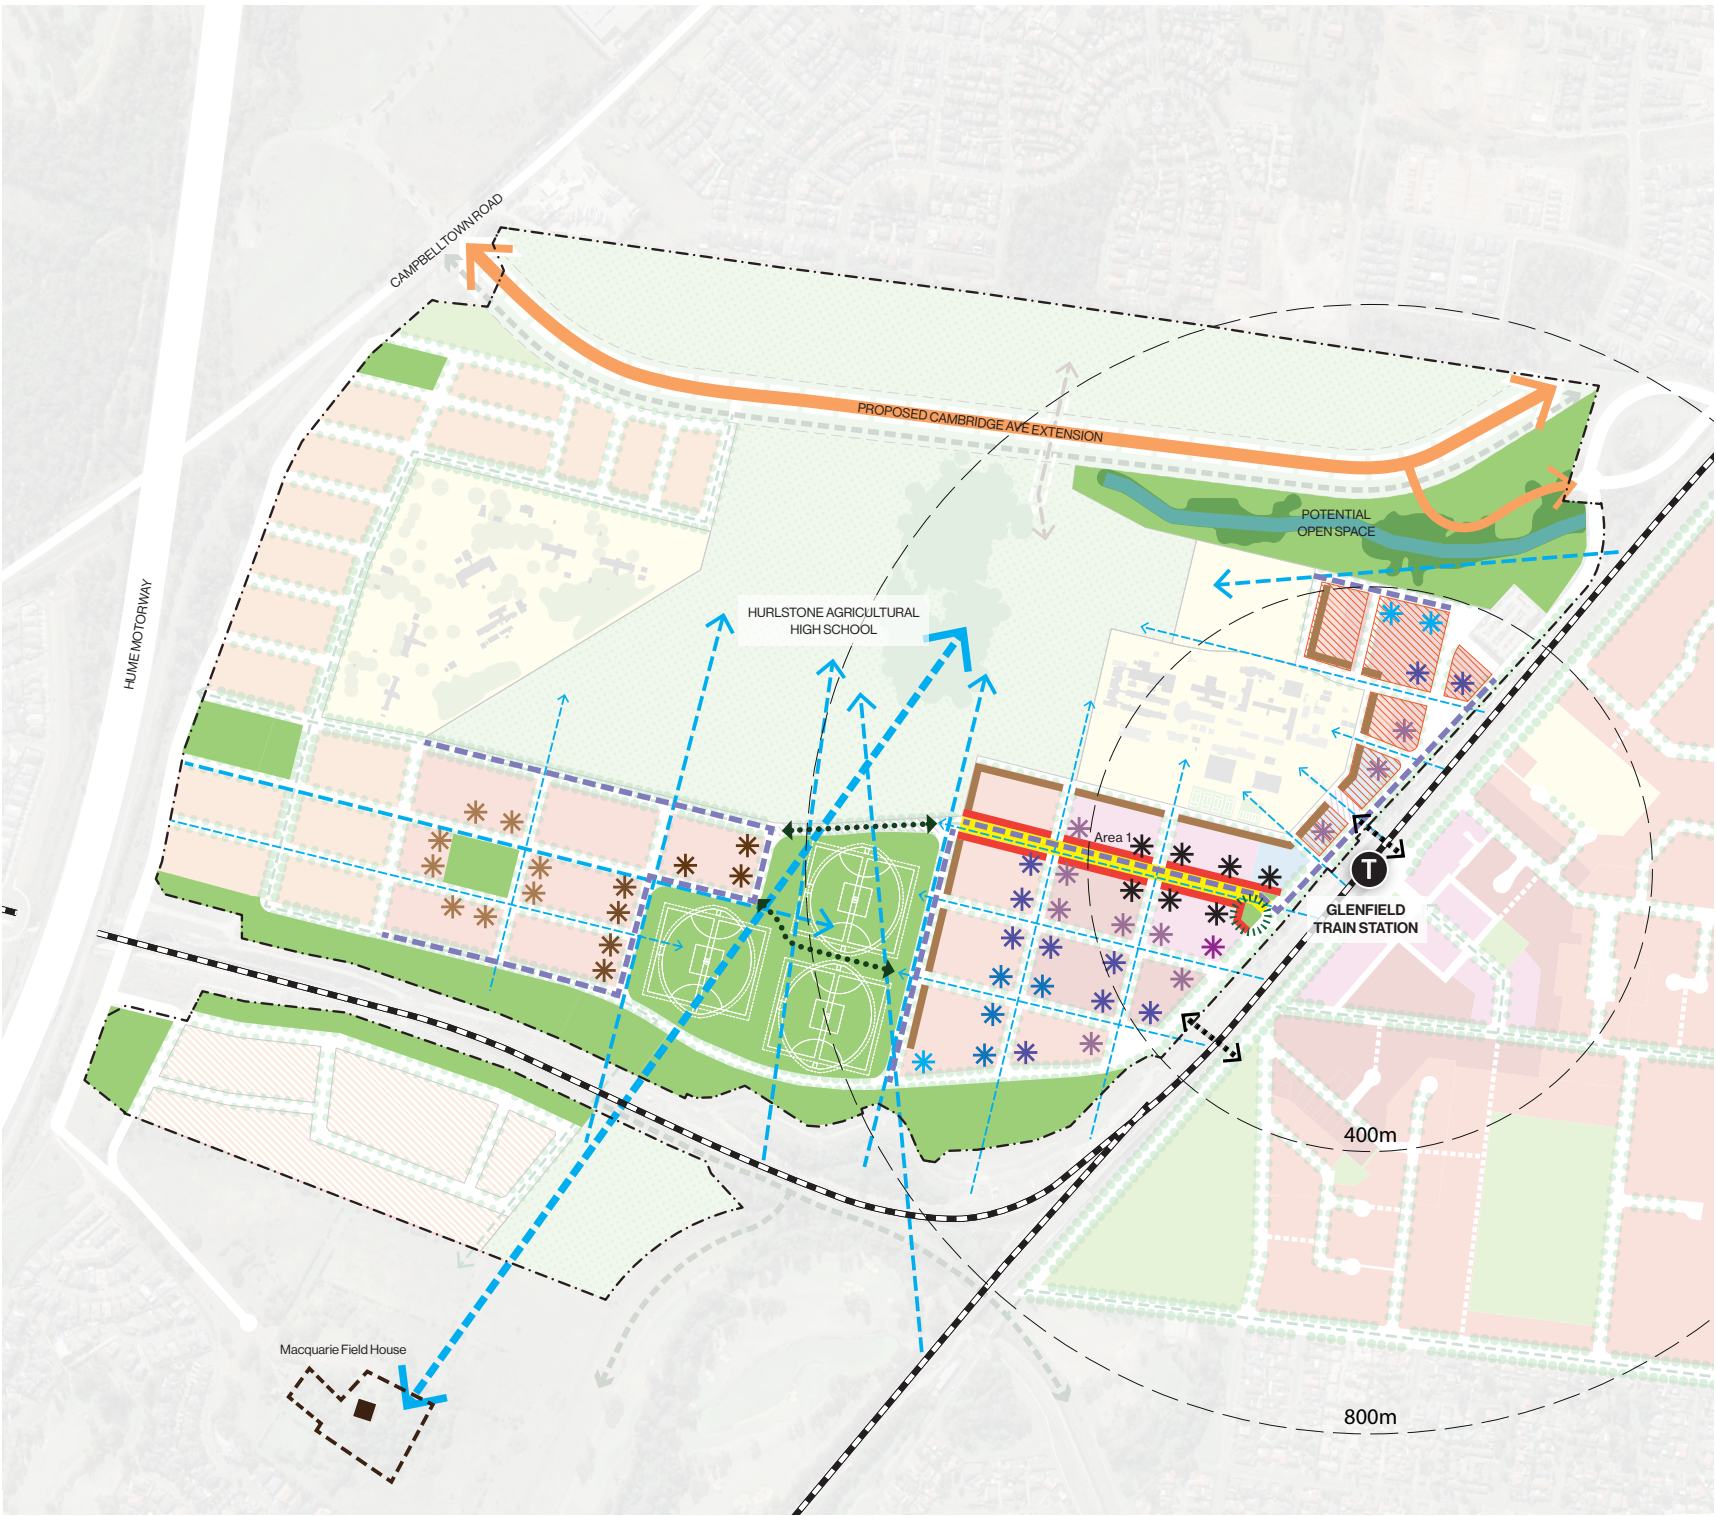 CAMPBELLTOWN ROAD
PROPOSED CAMBRIDGE AVE EXTENSION
POTENTIAL
OPEN SPACE
HUME MOTORWAY
HURLSTONE AGRICULTURAL
HIGH SCHOOL
Area 1
T
GLENFIELD
TRAIN STATION
400m
Macquarie Field House
800m